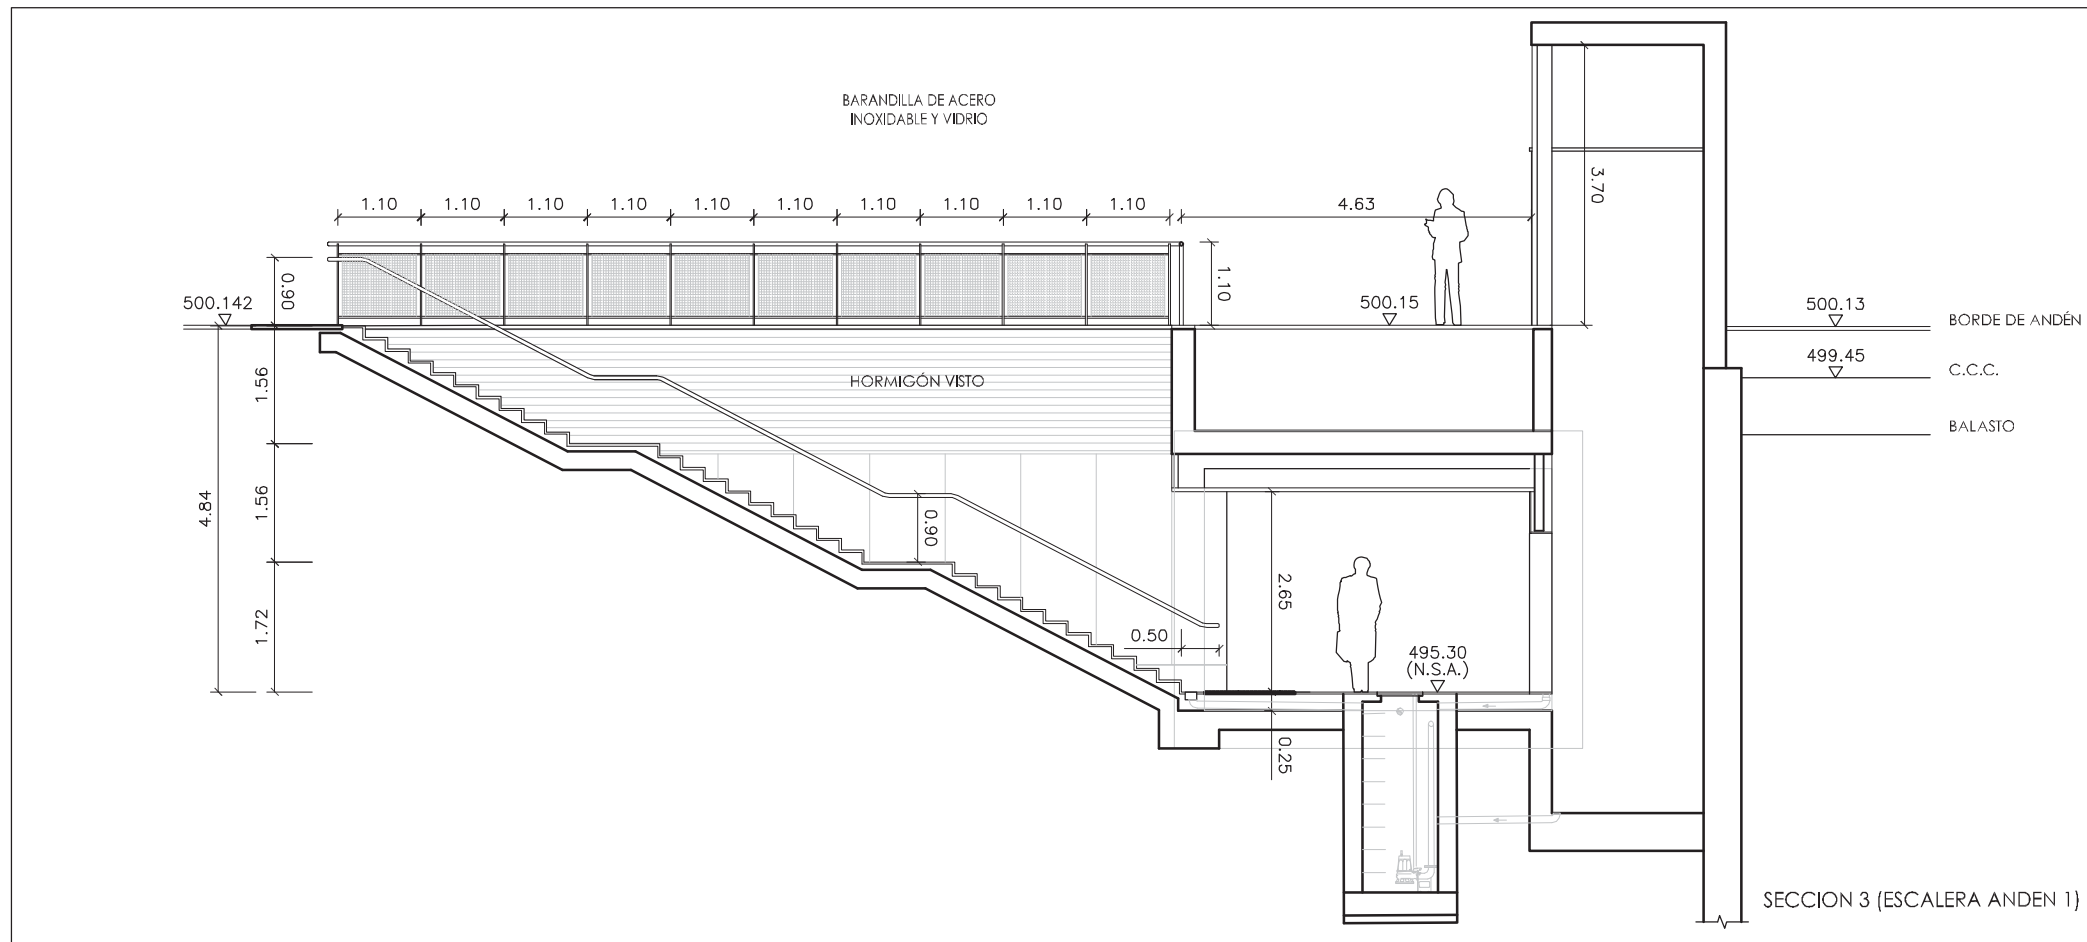 BARANDILLA DE ACERO
INOXIDABLE Y VIDRIO
1.10 1.10 1.10 1.10 1.10 1.10 1.10 1.10 1.10 1.10 4.63
3.70
0.90
1.10
500.142
500.15
500.13
BORDE DE ANDÉN
499.45
C.C.C.
HORMIGÓN VISTO
BALASTO
1.56
4.84
1.56
0.90
1.72
2.65
0.50
495.30
(N.S.A.)
0.25
SECCION 3 (ESCALERA ANDEN 1)